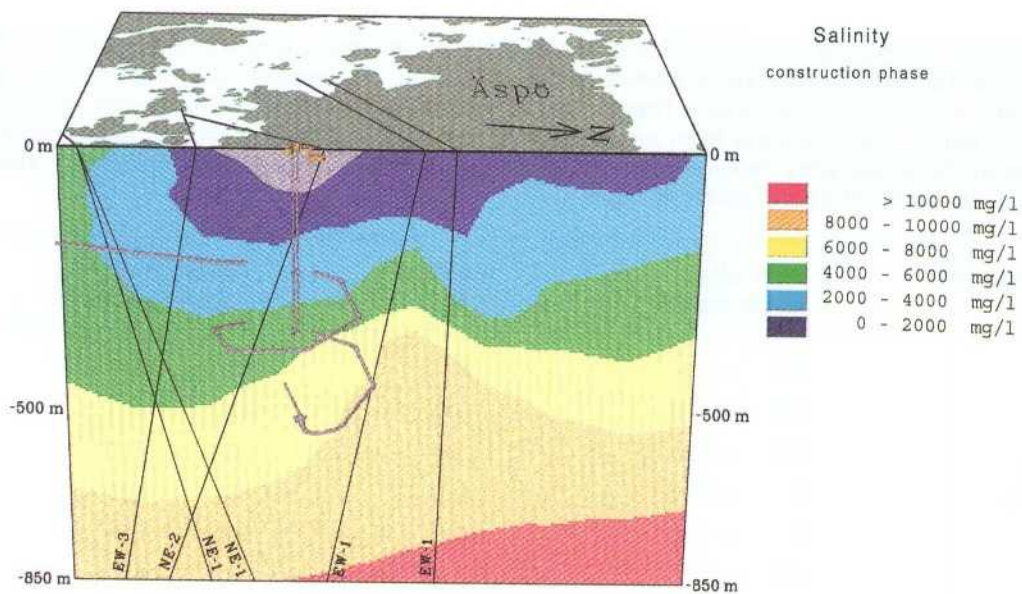 Salinity
construction phase
Äspö
N
0 m
0 m
> 10000 mg/l
8000 - 10000 mg/l
6000 - 8000 mg/l
4000 - 6000 mg/l
2000 - 4000 mg/l
0 - 2000 mg/l
-500 m
-500 m
EW-3
NE-2
NE-1
NE-1
EW-1
EW-1
-850 m
-850 m